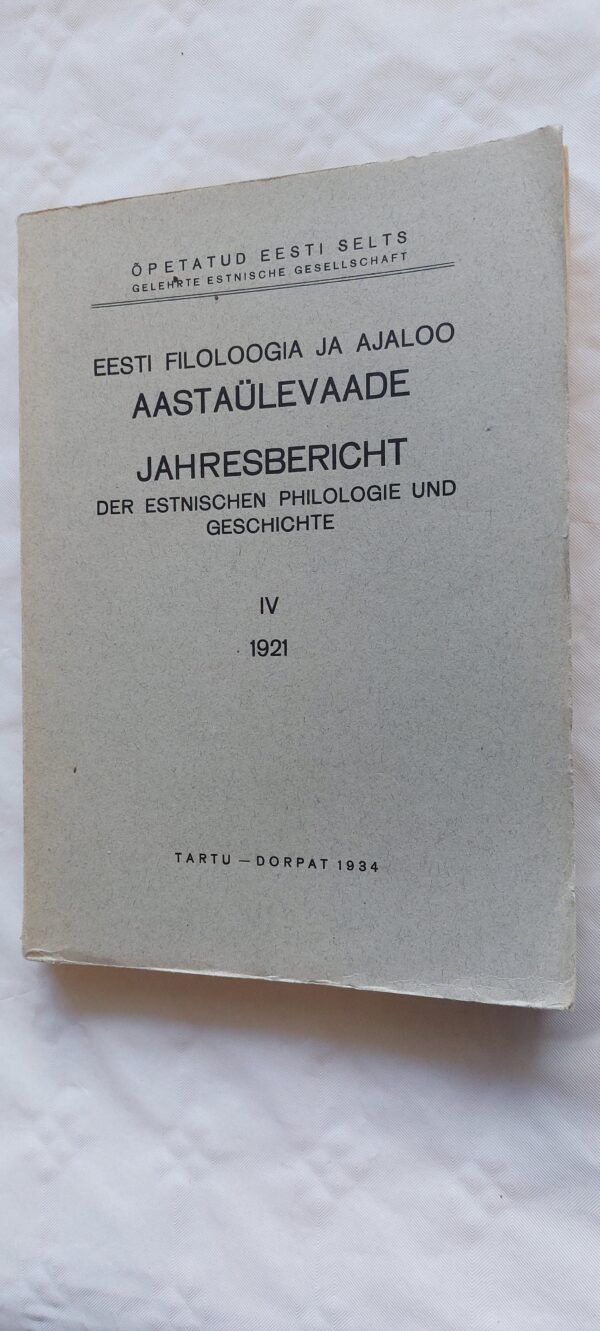 ÕPETATUD EESTI SELTS
GELEHRTE ESTNISCHE GESELLSCHAFT
EESTI FILOLOOGIA JA AJALOO
AASTAÜLEVAADE
JAHRESBERICHT
DER ESTNISCHEN PHILOLOGIE UND
GESCHICHTE
IV
1921
TARTU — DORPAT 1934